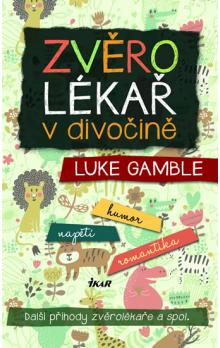 ZVĚRO
LÉKAŘ
v divočině
LUKE GAMBLE
humor
napětí
romantika
IKAR
Další příhody zvěrolékaře a spol.